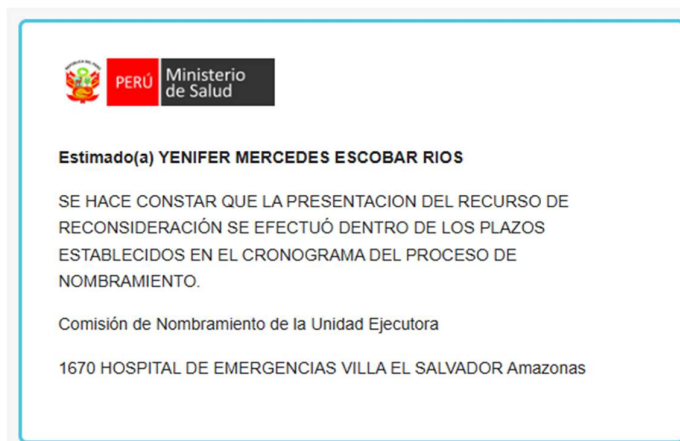 PERÚ
Ministerio
de Salud
Estimado(a) YENIFER MERCEDES ESCOBAR RIOS
SE HACE CONSTAR QUE LA PRESENTACION DEL RECURSO DE
RECONSIDERACIÓN SE EFECTUÓ DENTRO DE LOS PLAZOS
ESTABLECIDOS EN EL CRONOGRAMA DEL PROCESO DE
NOMBRAMIENTO.
Comisión de Nombramiento de la Unidad Ejecutora
1670 HOSPITAL DE EMERGENCIAS VILLA EL SALVADOR Amazonas